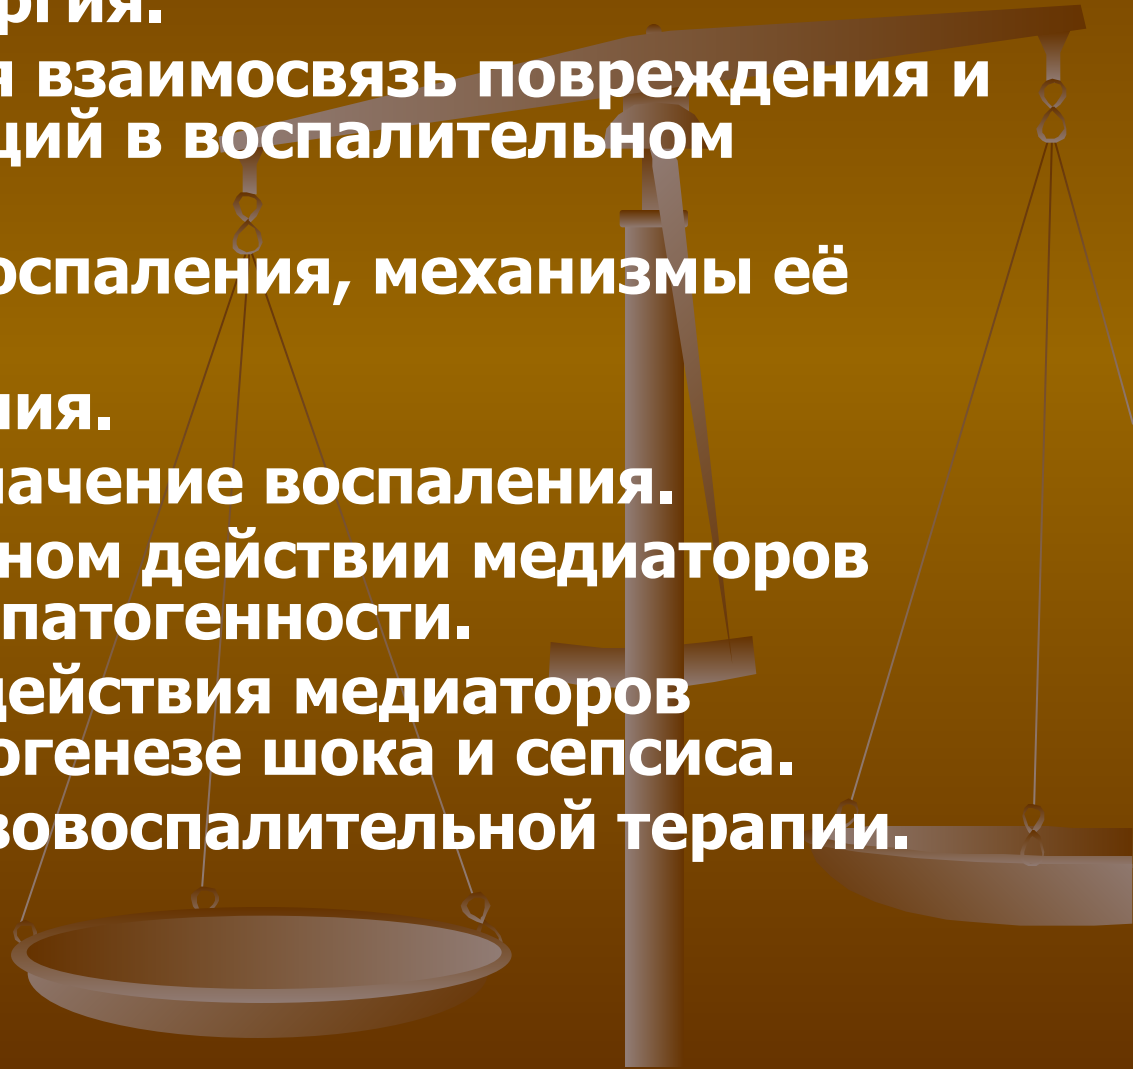 ргия.
я взаимосвязь повреждения и
ций в воспалительном
оспаления, механизмы её
ния.
начение воспаления.
ном действии медиаторов
патогенности.
действия медиаторов
огенезе шока и сепсиса.
вовоспалительной терапии.